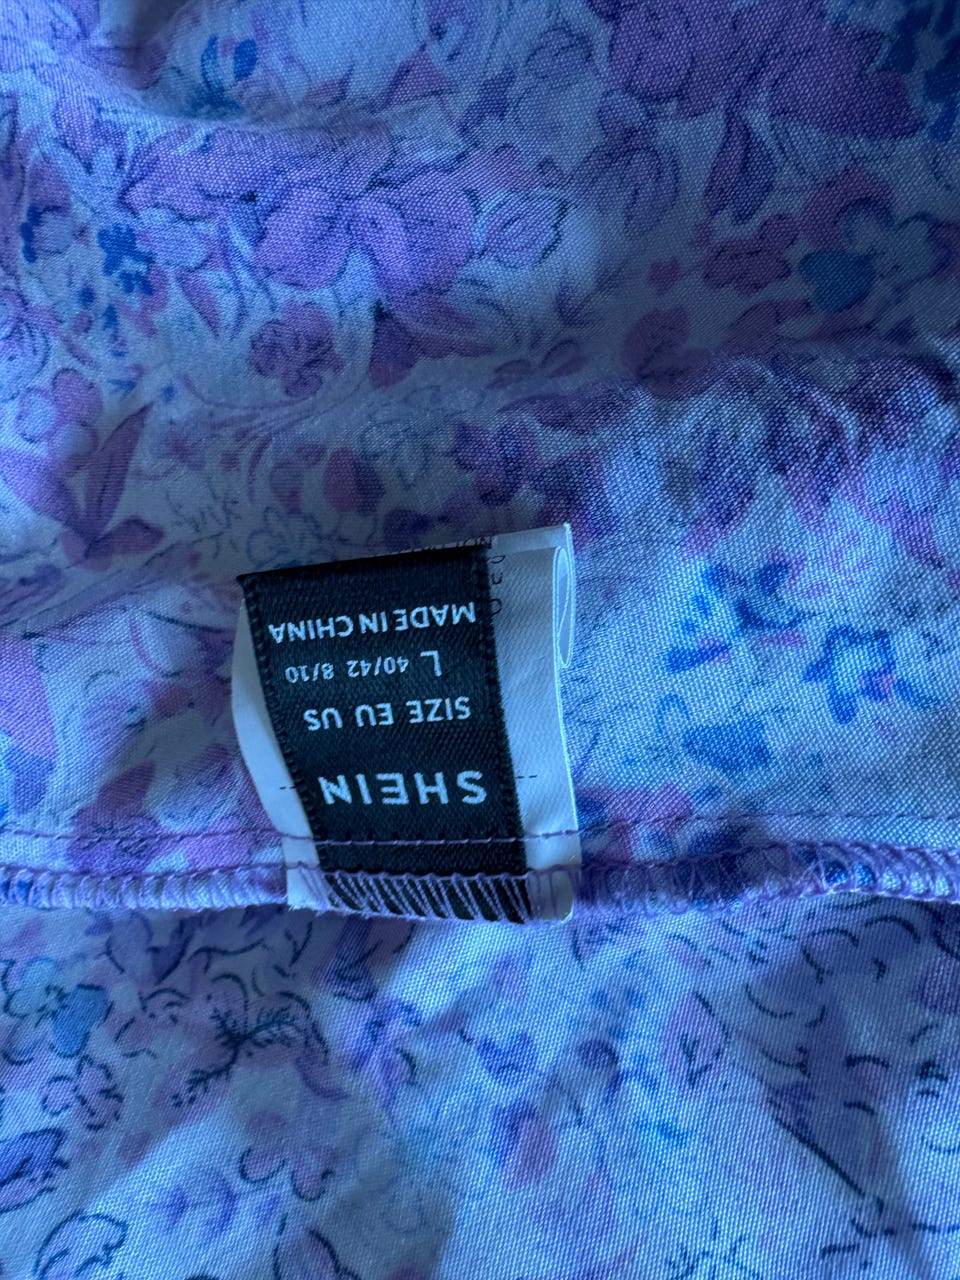 SHEIN
SIZE EU US
L 40/42 8/10
MADE IN CHINA